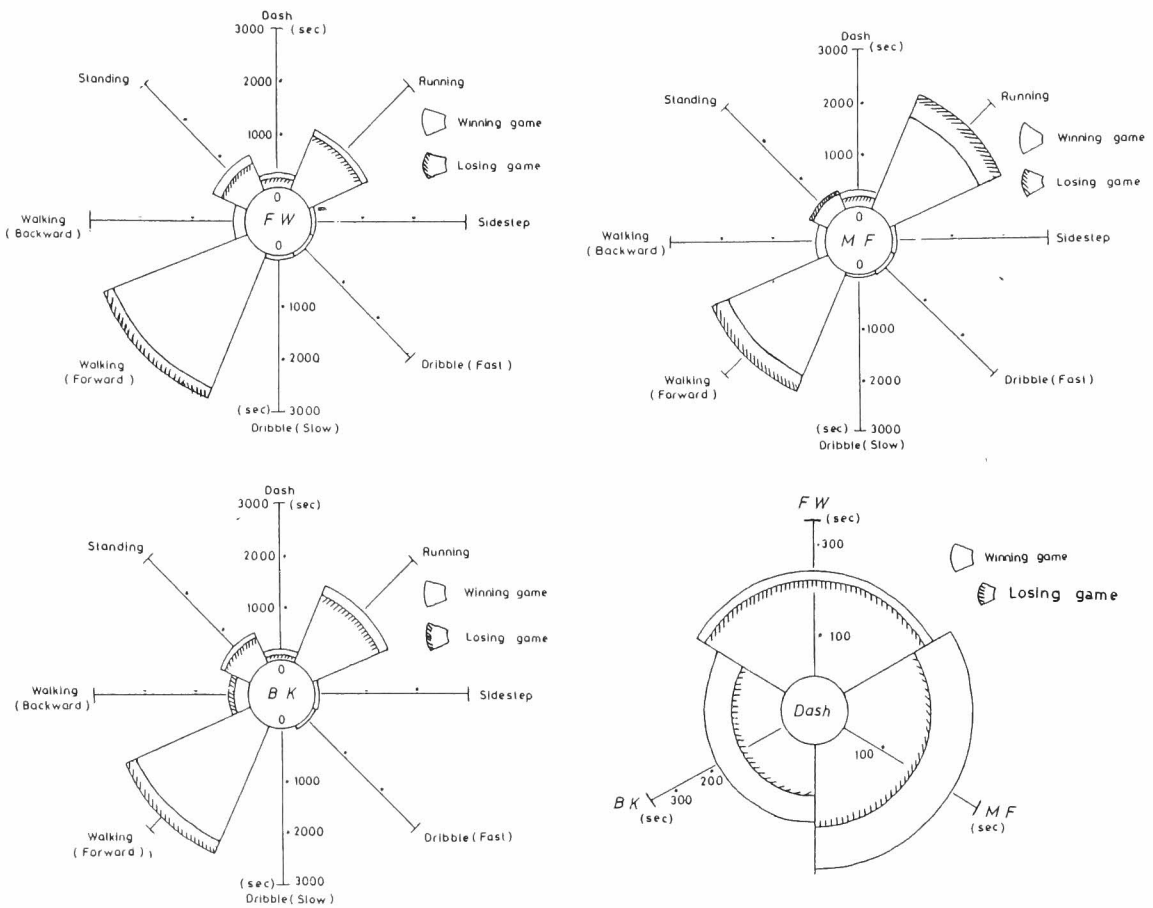 Dash
3000 (sec)
2000
1000
Standing
Running
Winning game
Losing game
0
FW
0
Walking
(Backward)
Sidestep
1000
2000
Walking
(Forward)
Dribble (Fast)
(sec) 3000
Dribble (Slow)
Dash
3000 (sec)
2000
1000
Standing
Running
Winning game
Losing game
0
MF
0
Walking
(Backward)
Sidestep
1000
2000
Walking
(Forward)
Dribble (Fast)
(sec) 3000
Dribble (Slow)
Dash
3000 (sec)
2000
1000
Standing
Running
Winning game
Losing game
0
BK
0
Walking
(Backward)
Sidestep
1000
2000
Walking
(Forward)
Dribble (Fast)
(sec) 3000
Dribble (Slow)
FW
(sec)
300
100
Winning game
Losing game
Dash
100
200
300
BK
(sec)
MF
(sec)